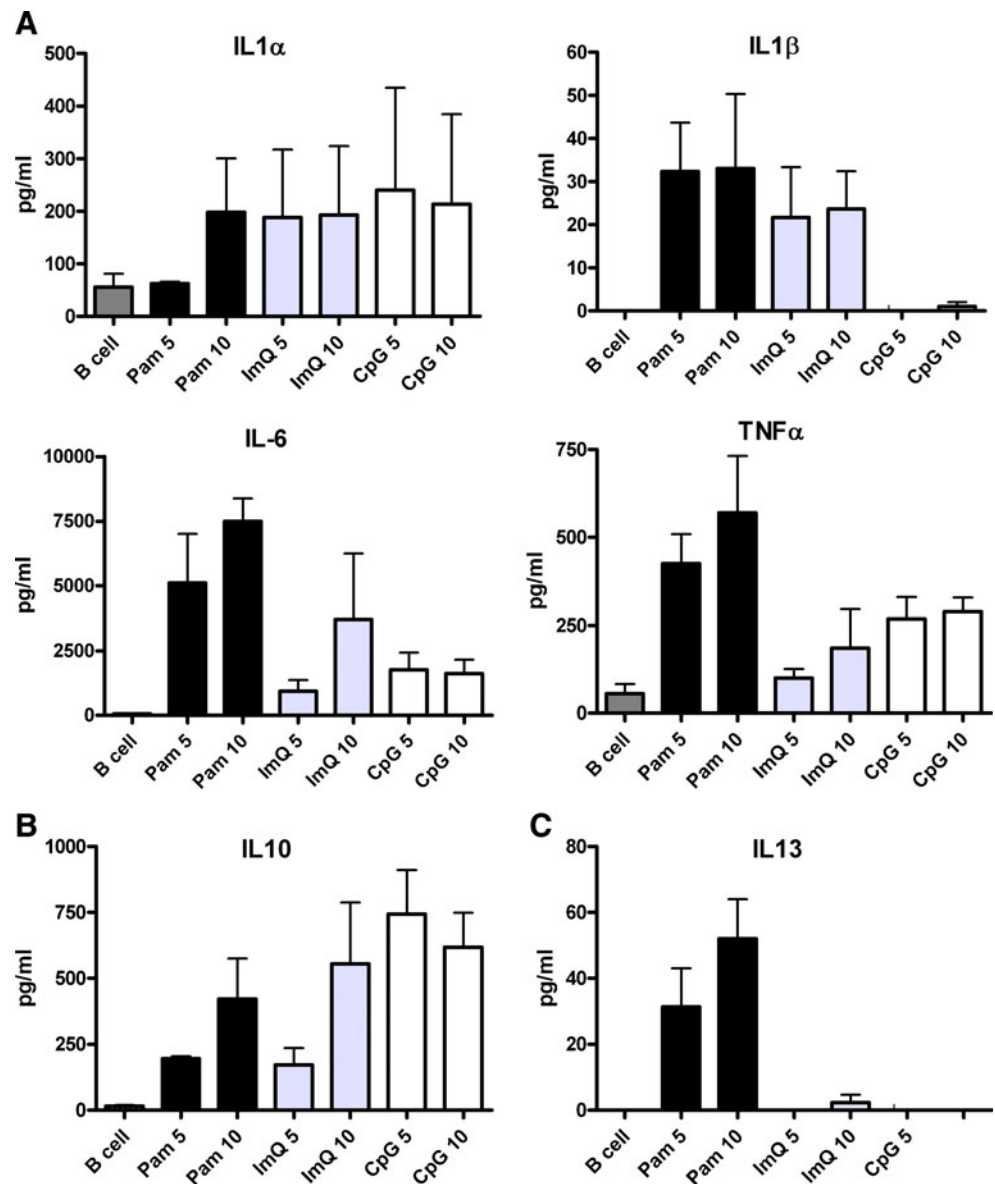 A
IL1α
500
400
300
200
100
0
pg/ml
B cell
Pam 5
Pam 10
ImQ 5
ImQ 10
CpG 5
CpG 10
IL1β
60
50
40
30
20
10
0
pg/ml
B cell
Pam 5
Pam 10
ImQ 5
ImQ 10
CpG 5
CpG 10
IL-6
10000
7500
5000
2500
0
pg/ml
B cell
Pam 5
Pam 10
ImQ 5
ImQ 10
CpG 5
CpG 10
TNFα
750
500
250
0
pg/ml
B cell
Pam 5
Pam 10
ImQ 5
ImQ 10
CpG 5
CpG 10
B
IL10
1000
750
500
250
0
pg/ml
B cell
Pam 5
Pam 10
ImQ 5
ImQ 10
CpG 5
CpG 10
C
IL13
80
60
40
20
0
pg/ml
B cell
Pam 5
Pam 10
ImQ 5
ImQ 10
CpG 5